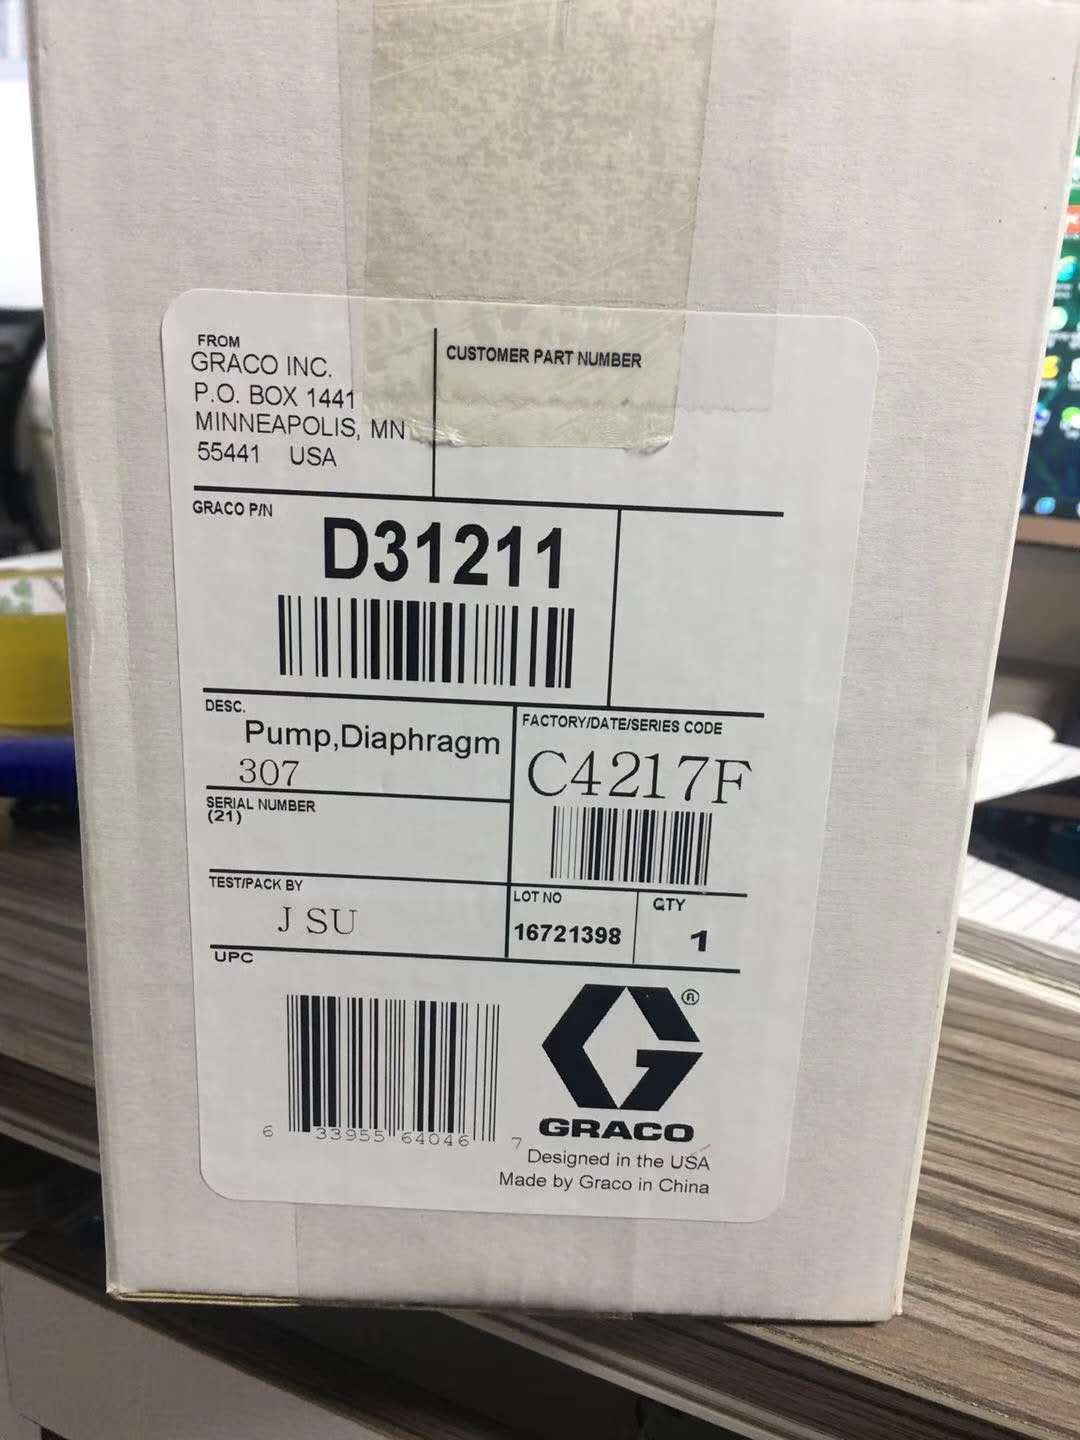 FROM
GRACO INC.
P.O. BOX 1441
MINNEAPOLIS, MN
55441 USA
CUSTOMER PART NUMBER
GRACO P/N
D31211
DESC.
Pump,Diaphragm
307
FACTORY/DATE/SERIES CODE
C4217F
SERIAL NUMBER
(21)
TEST/PACK BY
J SU
LOT NO
16721398
QTY
1
UPC
6 33955 64046 7
®
GRACO
Designed in the USA
Made by Graco in China